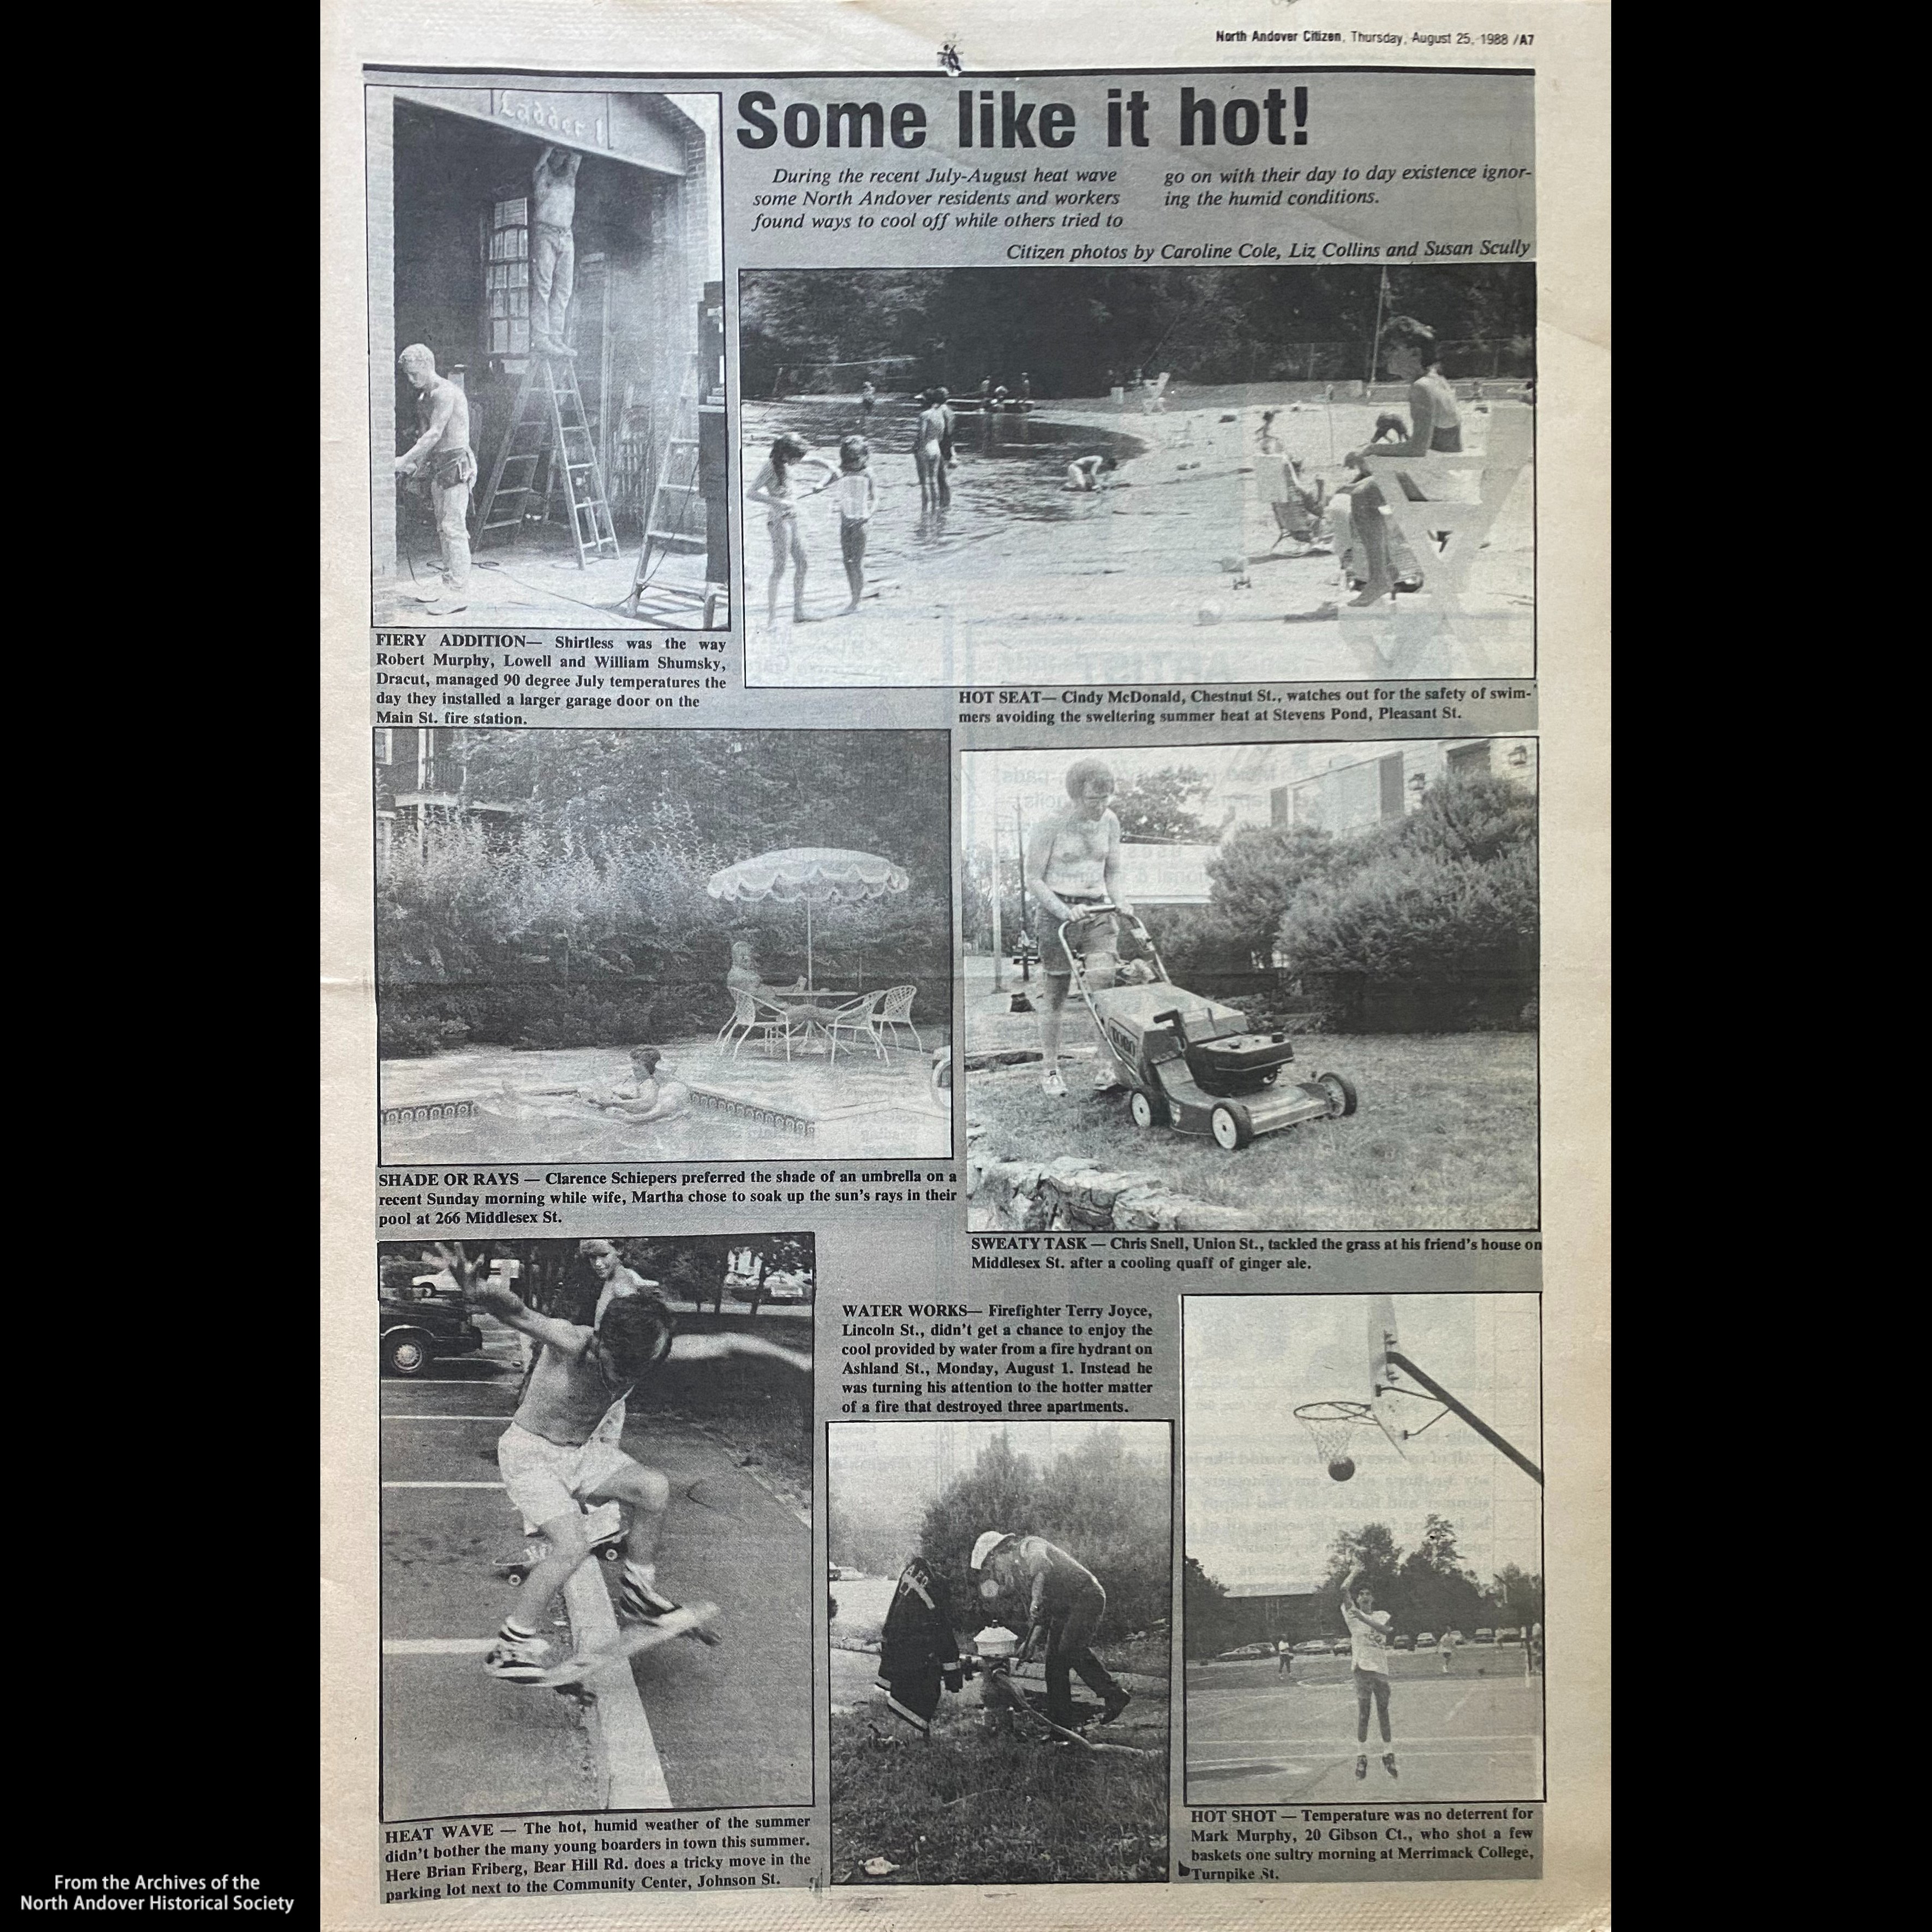 North Andover Citizen, Thursday, August 25, 1988 /A7
Some like it hot!
During the recent July-August heat wave
some North Andover residents and workers
found ways to cool off while others tried to
go on with their day to day existence ignor-
ing the humid conditions.
Citizen photos by Caroline Cole, Liz Collins and Susan Scully
Ladder 1
FIERY ADDITION— Shirtless was the way
Robert Murphy, Lowell and William Shumsky,
Dracut, managed 90 degree July temperatures the
day they installed a larger garage door on the
Main St. fire station.
HOT SEAT— Cindy McDonald, Chestnut St., watches out for the safety of swim-
mers avoiding the sweltering summer heat at Stevens Pond, Pleasant St.
SHADE OR RAYS — Clarence Schiepers preferred the shade of an umbrella on a
recent Sunday morning while wife, Martha chose to soak up the sun's rays in their
pool at 266 Middlesex St.
TORO
SWEATY TASK — Chris Snell, Union St., tackled the grass at his friend's house on
Middlesex St. after a cooling quaff of ginger ale.
WATER WORKS— Firefighter Terry Joyce,
Lincoln St., didn't get a chance to enjoy the
cool provided by water from a fire hydrant on
Ashland St., Monday, August 1. Instead he
was turning his attention to the hotter matter
of a fire that destroyed three apartments.
HEAT WAVE — The hot, humid weather of the summer
didn't bother the many young boarders in town this summer.
Here Brian Friberg, Bear Hill Rd. does a tricky move in the
parking lot next to the Community Center, Johnson St.
HOT SHOT — Temperature was no deterrent for
Mark Murphy, 20 Gibson Ct., who shot a few
baskets one sultry morning at Merrimack College,
Turnpike St.
From the Archives of the
North Andover Historical Society